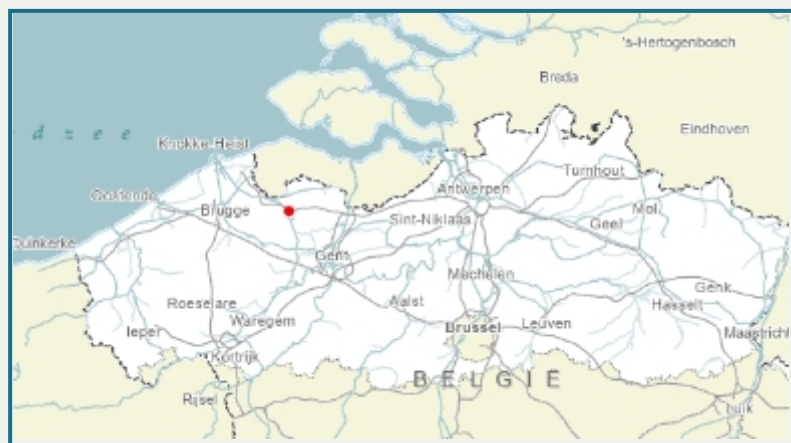 's-Hertogenbosch
Breda
d z e e
Eindhoven
Knokke-Heist
Turnhout
Antwerpen
Oostende
Mol
Brugge
Sint-Niklaas
Geel
Duinkerke
Gent
Mechelen
Genk
Roeselare
Aalst
Hasselt
Ieper
Waregem
Brussel
Leuven
Maastricht
Kortrijk
BELGIË
Rijsel
Luik